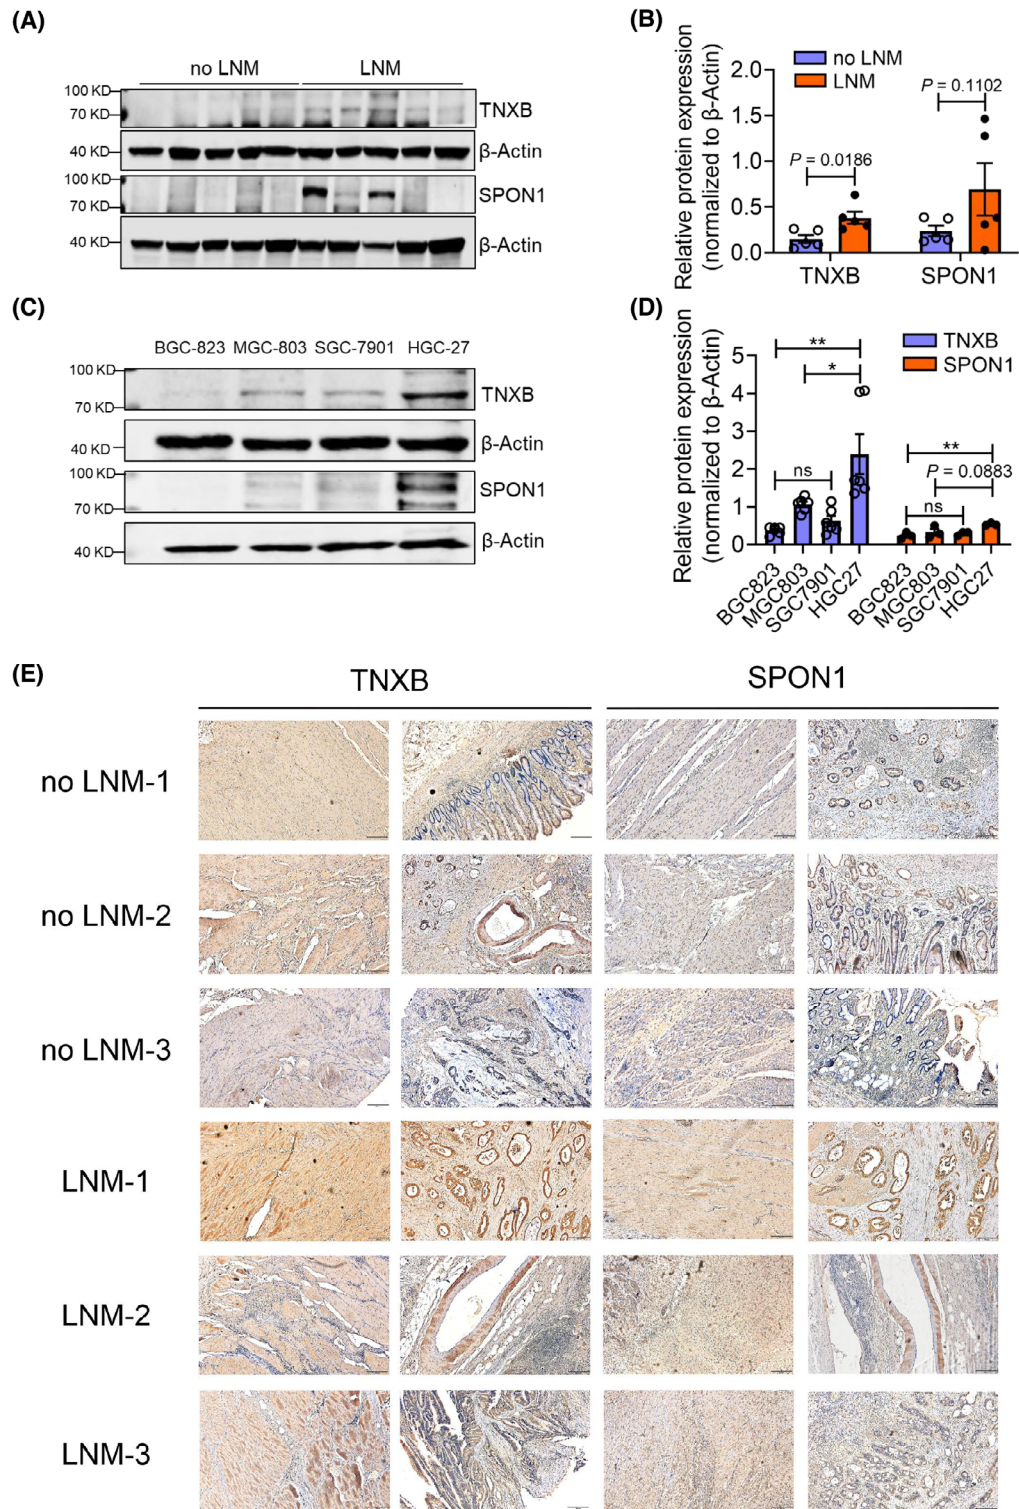 (A)
no LNM LNM
100 KD
70 KD
TNXB
40 KD
β-Actin
100 KD
70 KD
SPON1
40 KD
β-Actin
(B)
Relative protein expression
(normalized to β-Actin)
no LNM
LNM
2.0
1.5
1.0
0.5
0.0
P = 0.0186
P = 0.1102
TNXB SPON1
(C)
BGC-823 MGC-803 SGC-7901 HGC-27
100 KD
70 KD
TNXB
40 KD
β-Actin
100 KD
70 KD
SPON1
40 KD
β-Actin
(D)
Relative protein expression
(normalized to β-Actin)
TNXB
SPON1
5
4
3
2
1
0
**
*
ns
**
P = 0.0883
ns
BGC823
MGC803
SGC7901
HGC27
BGC823
MGC803
SGC7901
HGC27
(E)
TNXB SPON1
no LNM-1
no LNM-2
no LNM-3
LNM-1
LNM-2
LNM-3